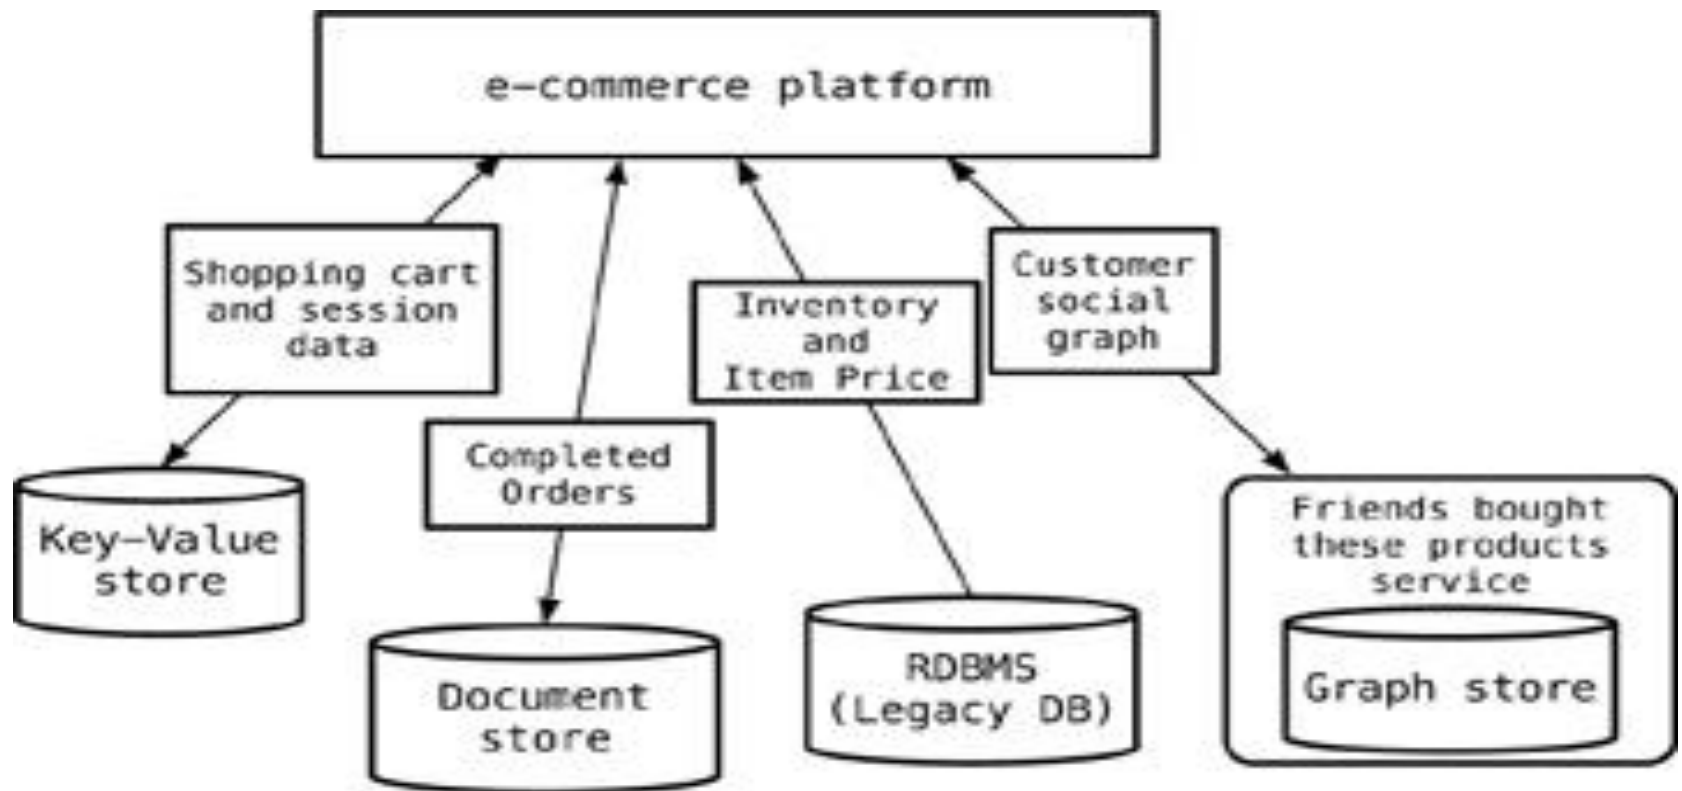 e-commerce platform
Shopping cart
and session
data
Completed
Orders
Inventory
and
Item Price
Customer
social
graph
Key-Value
store
Document
store
RDBMS
(Legacy DB)
Friends bought
these products
service
Graph store